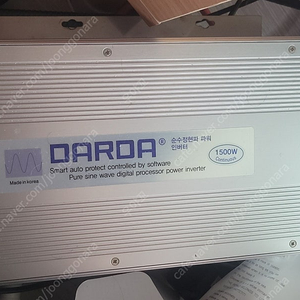 DARDA®
순수정현파 파워
인버터
1500W
Continuous
Smart auto protect controlled by software
Pure sine wave digital processor power inverter
Made in Korea